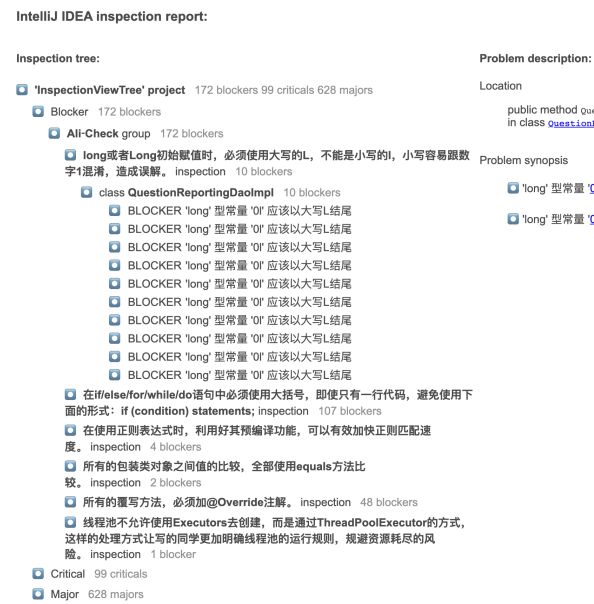 IntelliJ IDEA inspection report:
Inspection tree:
'InspectionViewTree' project 172 blockers 99 criticals 628 majors
Blocker 172 blockers
Ali-Check group 172 blockers
long或者Long初始赋值时，必须使用大写的L，不能是小写的l，小写容易跟数
字1混淆，造成误解。 inspection 10 blockers
class QuestionReportingDaoImpl 10 blockers
BLOCKER 'long' 型常量 '0l' 应该以大写L结尾
BLOCKER 'long' 型常量 '0l' 应该以大写L结尾
BLOCKER 'long' 型常量 '0l' 应该以大写L结尾
BLOCKER 'long' 型常量 '0l' 应该以大写L结尾
BLOCKER 'long' 型常量 '0l' 应该以大写L结尾
BLOCKER 'long' 型常量 '0l' 应该以大写L结尾
BLOCKER 'long' 型常量 '0l' 应该以大写L结尾
BLOCKER 'long' 型常量 '0l' 应该以大写L结尾
BLOCKER 'long' 型常量 '0l' 应该以大写L结尾
BLOCKER 'long' 型常量 '0l' 应该以大写L结尾
在if/else/for/while/do语句中必须使用大括号，即使只有一行代码，避免使用下
面的形式：if (condition) statements; inspection 107 blockers
在使用正则表达式时，利用好其预编译功能，可以有效加快正则匹配速
度。 inspection 4 blockers
所有的包装类对象之间值的比较，全部使用equals方法比
较。 inspection 2 blockers
所有的覆写方法，必须加@Override注解。 inspection 48 blockers
线程池不允许使用Executors去创建，而是通过ThreadPoolExecutor的方式，
这样的处理方式让写的同学更加明确线程池的运行规则，规避资源耗尽的风
险。 inspection 1 blocker
Critical 99 criticals
Major 628 majors
Problem description:
Location
public method
in class
Problem synopsis
'long' 型常量
'long' 型常量